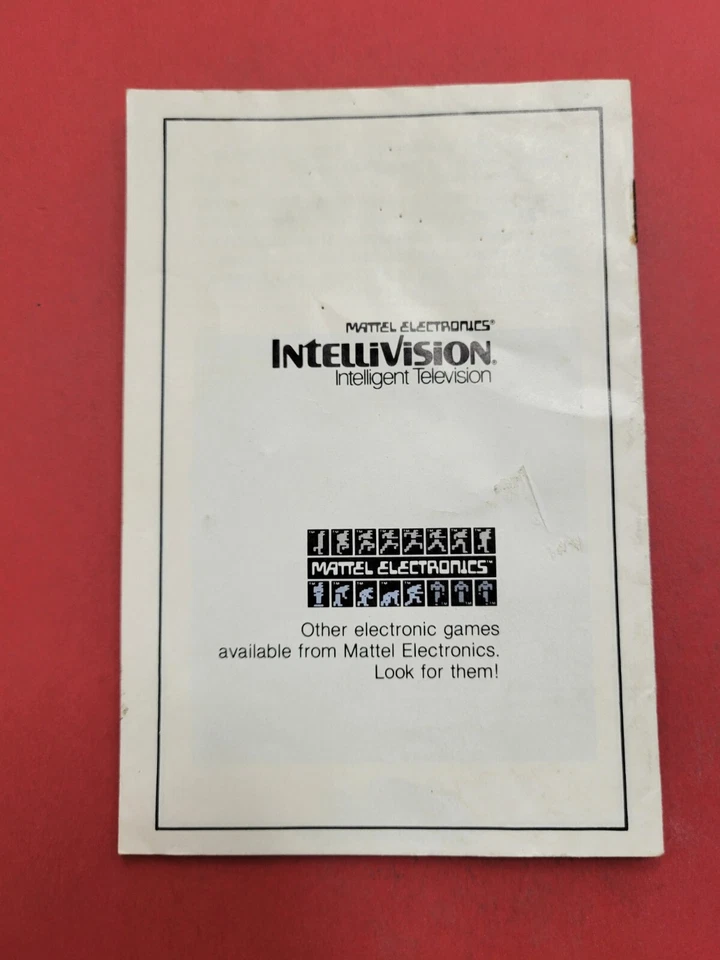 MATTEL ELECTRONICS®
INTELLIVISION®
Intelligent Television
MATTEL ELECTRONICS™
Other electronic games
available from Mattel Electronics.
Look for them!